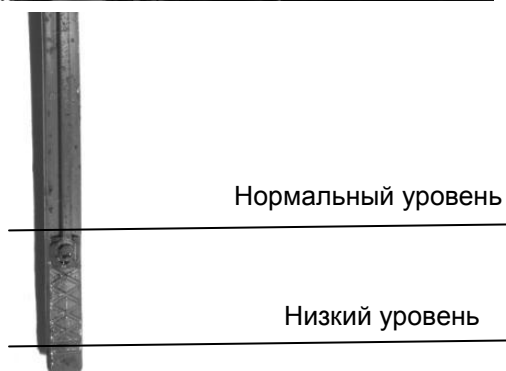 Нормальный уровень
Низкий уровень